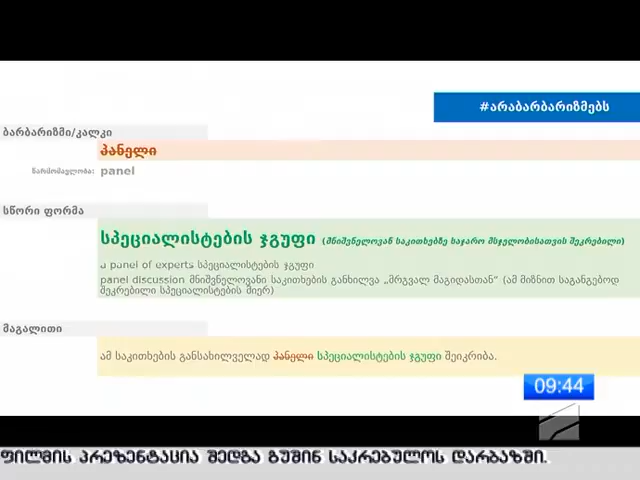 #არაბარბარიზმებს
ბარბარიზმი/კალკი
პანელი
წარმომავლობა: panel
სწორი ფორმა
სპეციალისტების ჯგუფი (მნიშვნელოვან საკითხებზე საჯარო მსჯელობისათვის შეკრებილი)
a panel of experts სპეციალისტების ჯგუფი
panel discussion მნიშვნელოვანი საკითხების განხილვა „მრგვალ მაგიდასთან“ (ამ მიზნით საგანგებოდ
შეკრებილი სპეციალისტების მიერ)
მაგალითი
ამ საკითხების განსახილველად პანელი სპეციალისტების ჯგუფი შეიკრიბა.
09:44
ფილმის პრეზენტაცია შედგა გუშინ საკრებულოს დარბაზში.